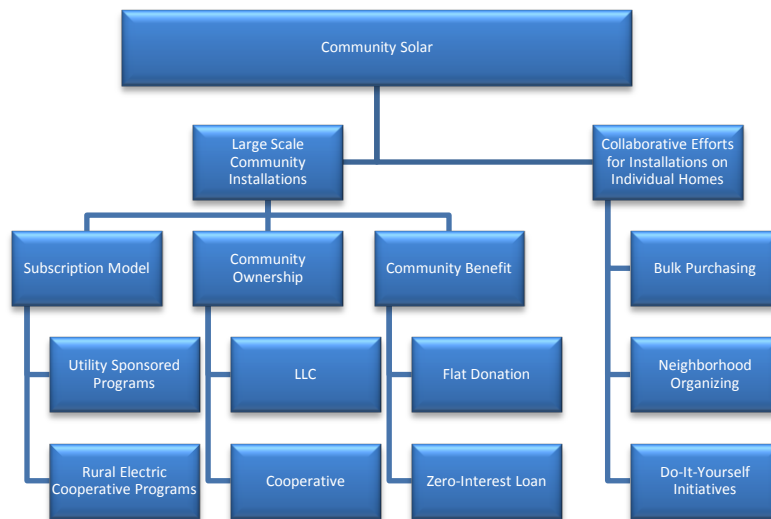 Community Solar
Large Scale
Community
Installations
Collaborative Efforts
for Installations on
Individual Homes
Subscription Model
Community
Ownership
Community Benefit
Bulk Purchasing
Utility Sponsored
Programs
LLC
Flat Donation
Neighborhood
Organizing
Rural Electric
Cooperative Programs
Cooperative
Zero-Interest Loan
Do-It-Yourself
Initiatives